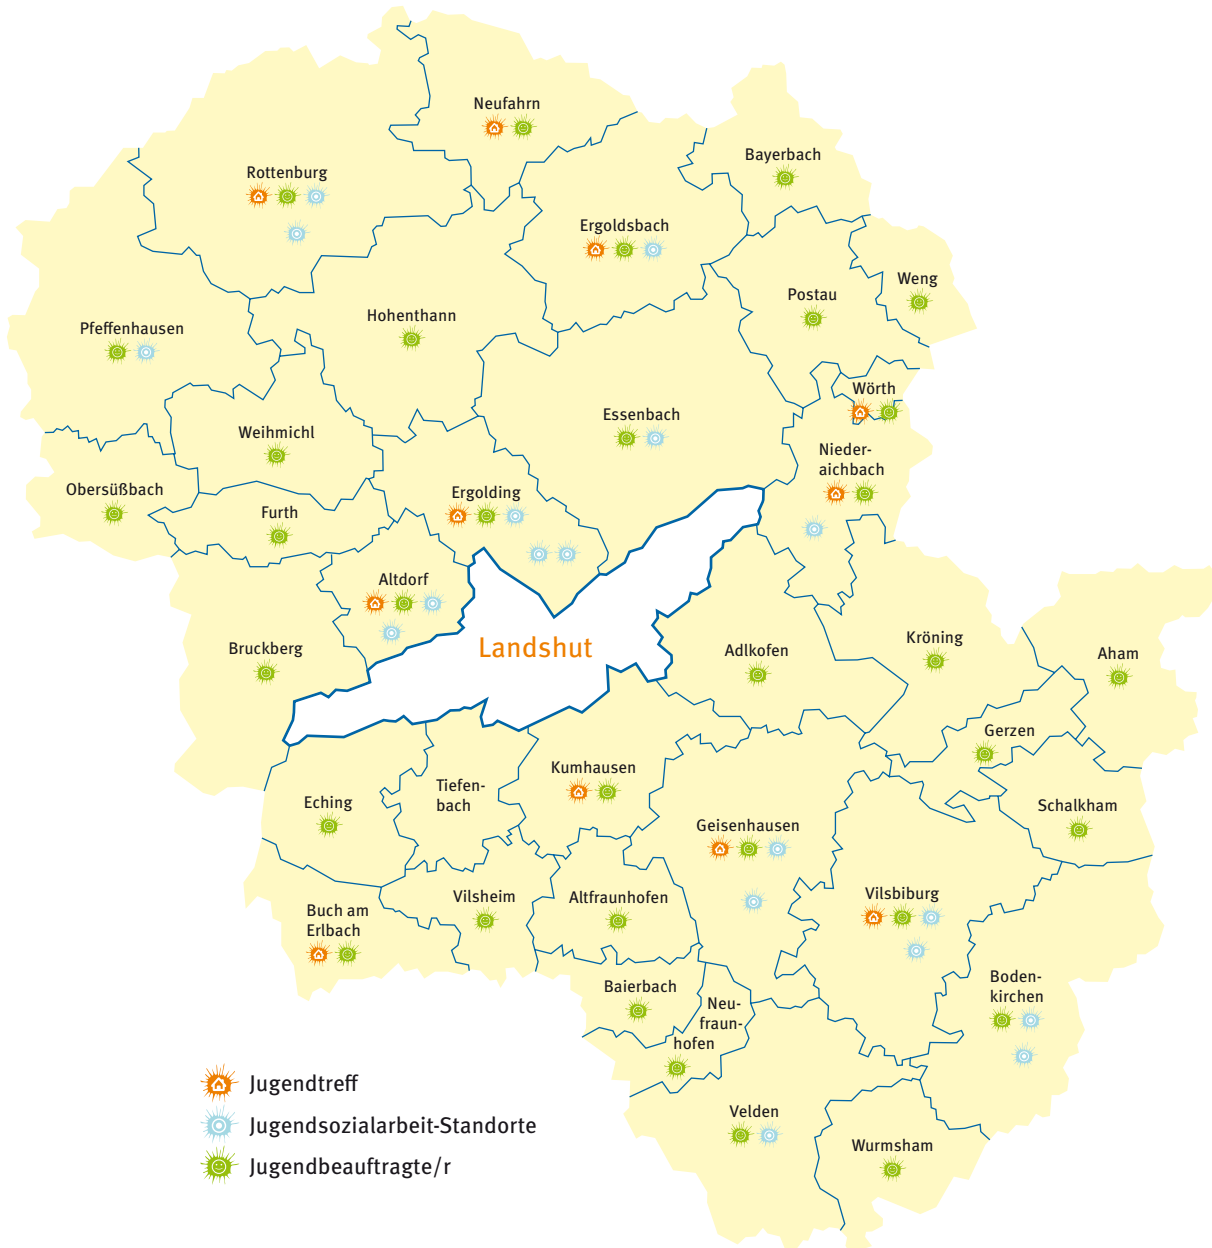 Neufahrn
Bayerbach
Rottenburg
Ergoldsbach
Weng
Postau
Hohenthann
Pfeffenhausen
Wörth
Essenbach
Weihmichl
Nieder-
aichbach
Obersüßbach
Ergolding
Furth
Altdorf
Kröning
Landshut
Bruckberg
Adlkofen
Aham
Gerzen
Kumhausen
Tiefen-
bach
Eching
Schalkham
Geisenhausen
Vilsbiburg
Vilsheim
Altfraunhofen
Buch am
Erlbach
Boden-
kirchen
Baierbach
Neu-
fraun-
hofen
Jugendtreff
Jugendsozialarbeit-Standorte
Jugendbeauftragte/r
Velden
Wurmsham